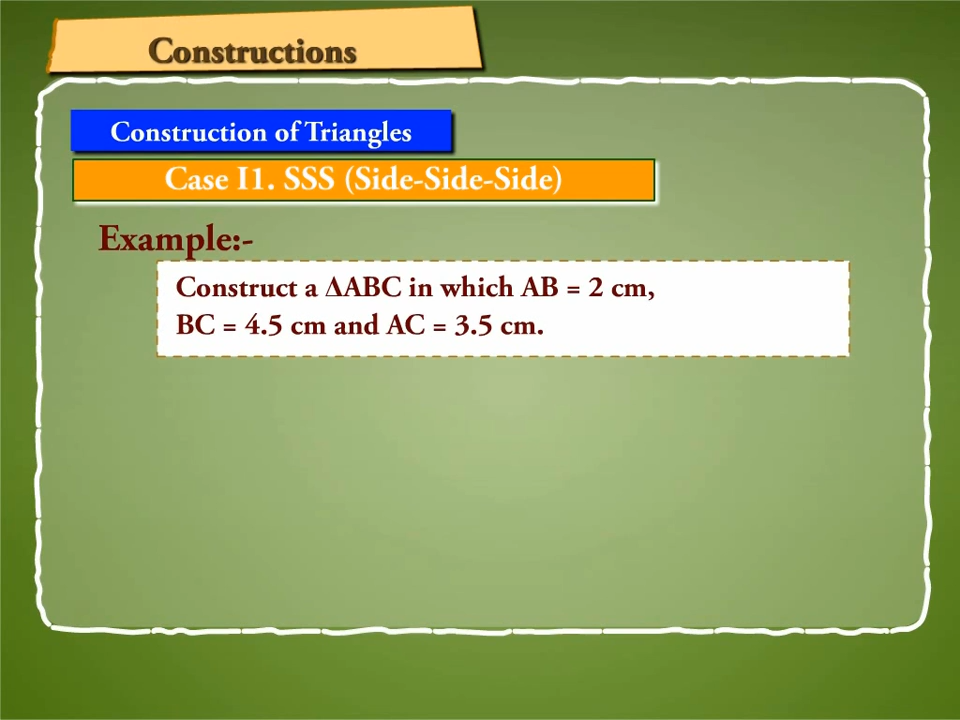 Constructions
Construction of Triangles
Case I1. SSS (Side-Side-Side)
Example:-
Construct a ΔABC in which AB = 2 cm,
BC = 4.5 cm and AC = 3.5 cm.